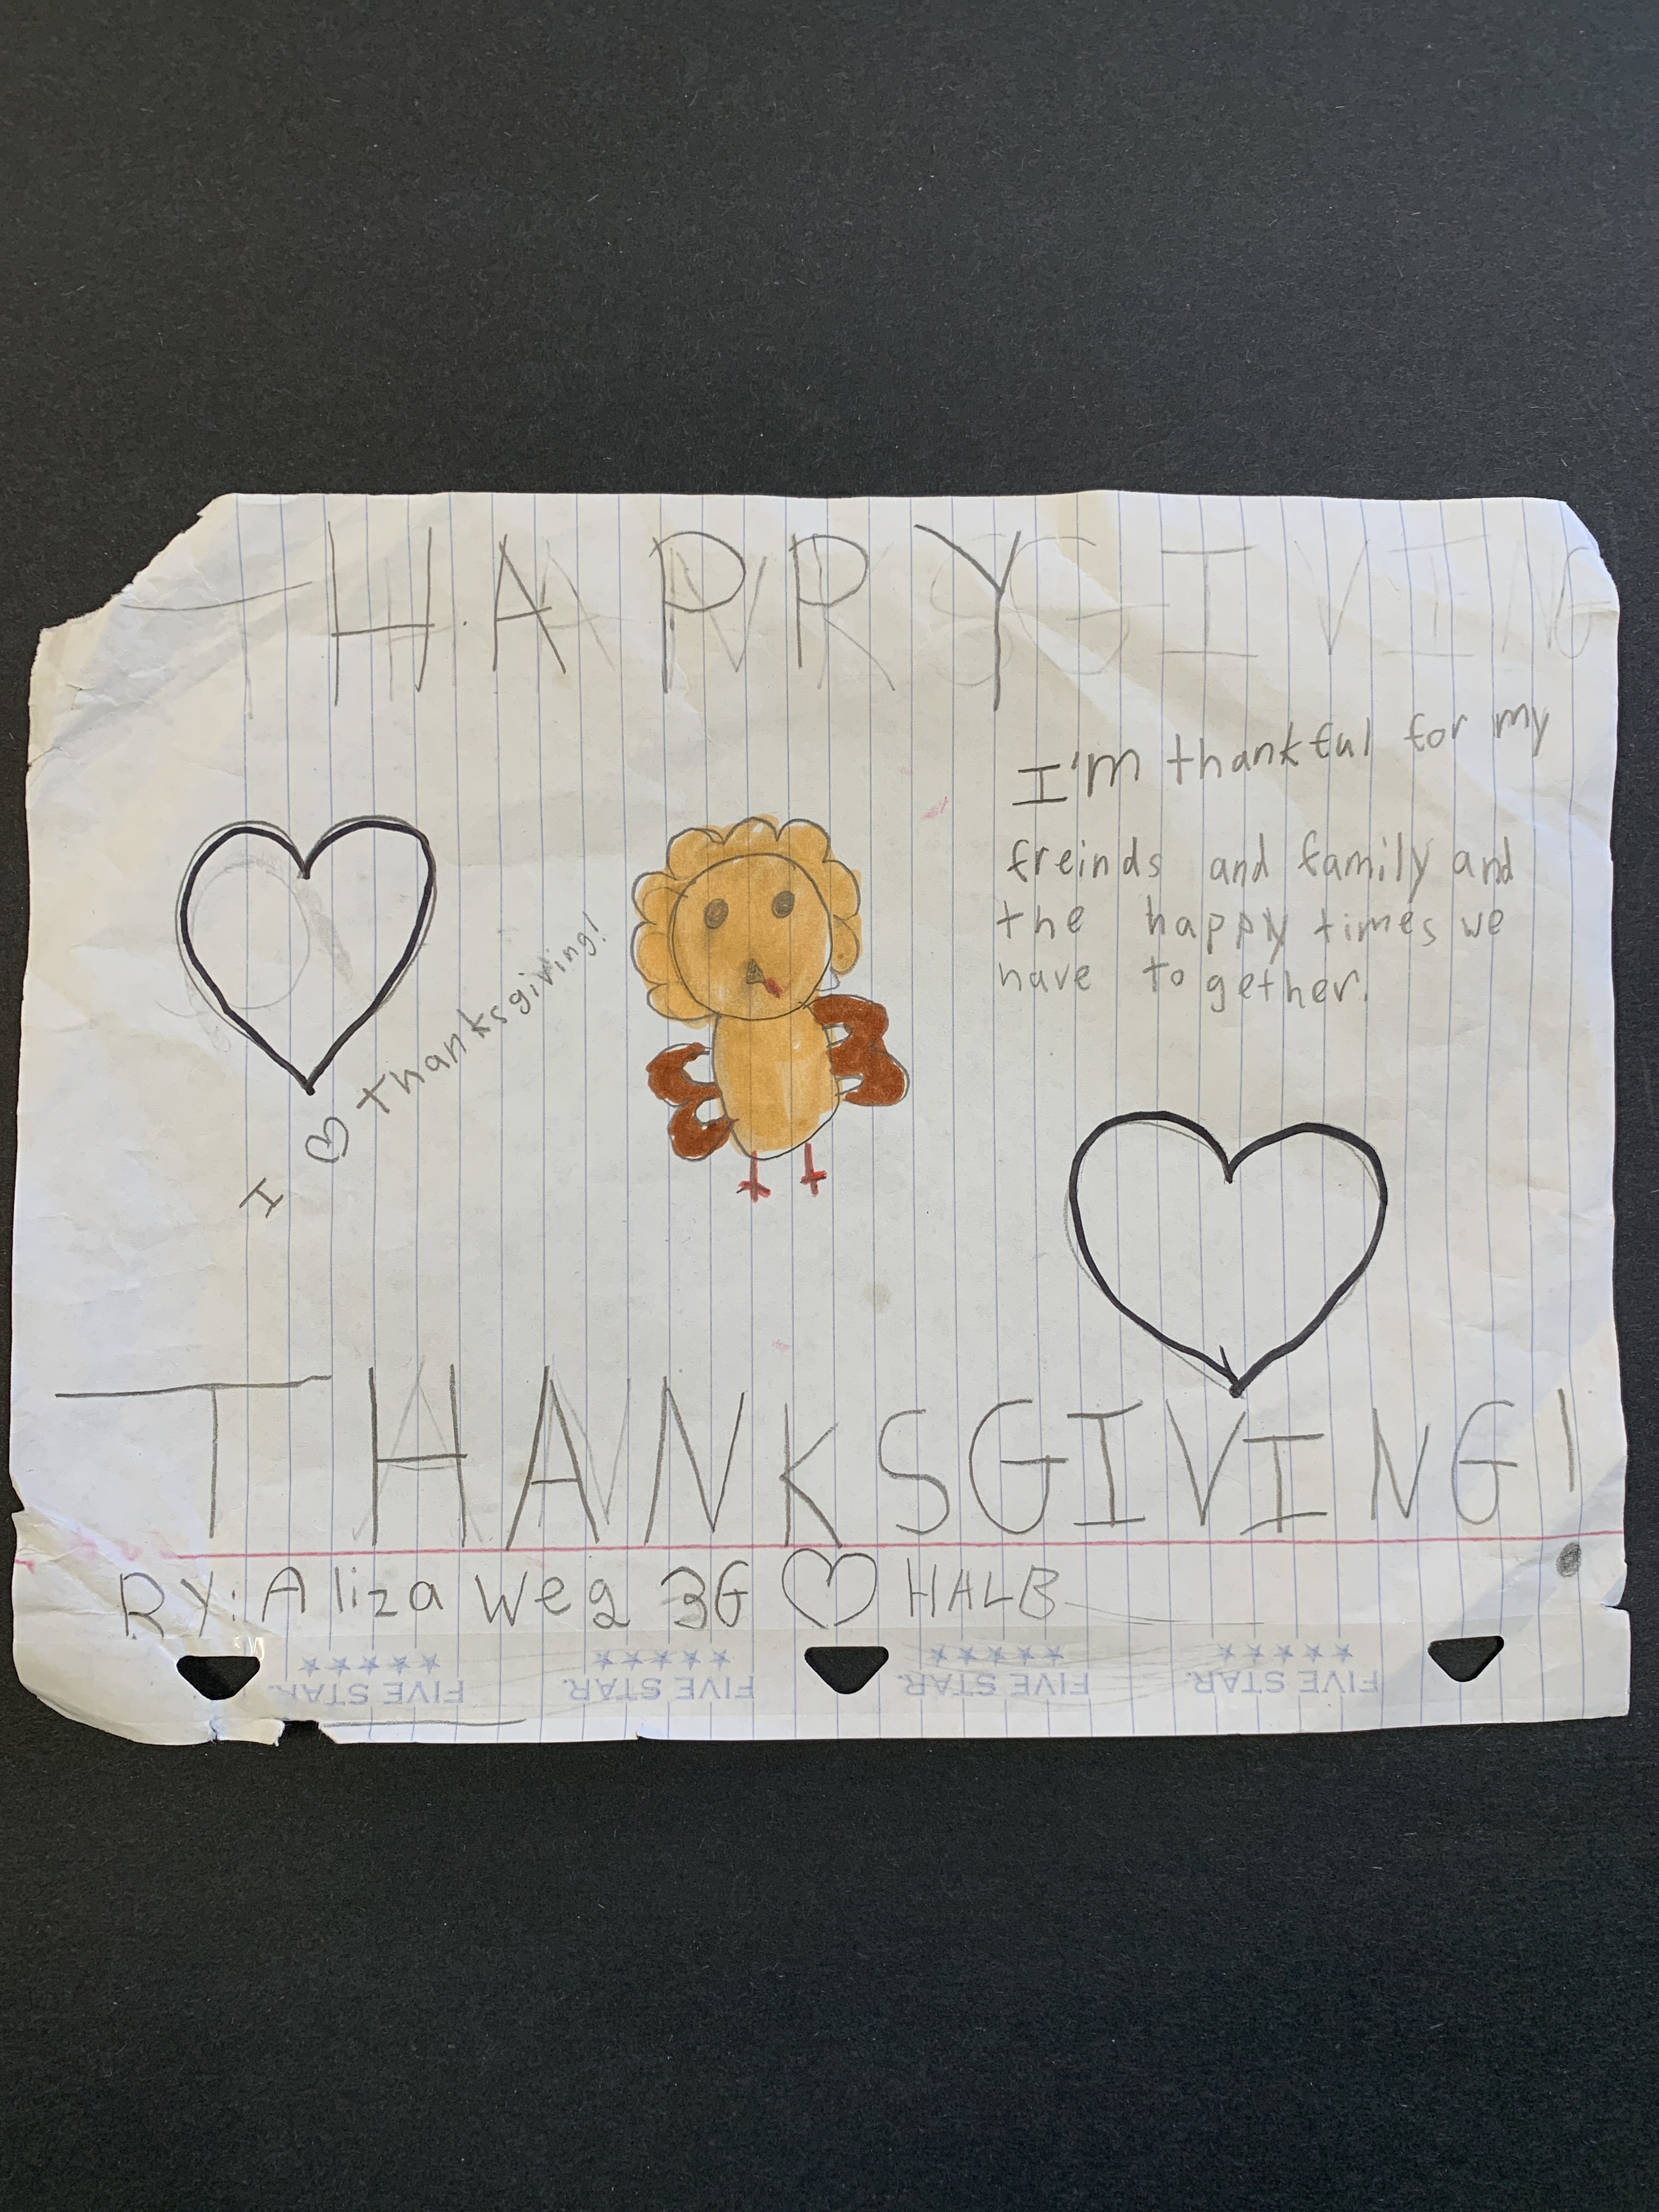 HAPPY
I'm thankful for my
freinds and family and
the happy times we
have together.
I ♡ thanksgiving!
THANKSGIVING!
BY: Aliza Weg 3G ♡ HALB
FIVE STAR. FIVE STAR. FIVE STAR. FIVE STAR.